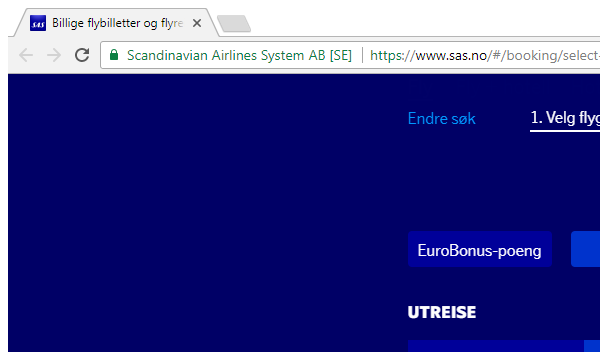 SAS Billige flybilletter og flyre
Scandinavian Airlines System AB [SE] https://www.sas.no/#/booking/select-
Endre søk 1. Velg flyg
EuroBonus-poeng
UTREISE